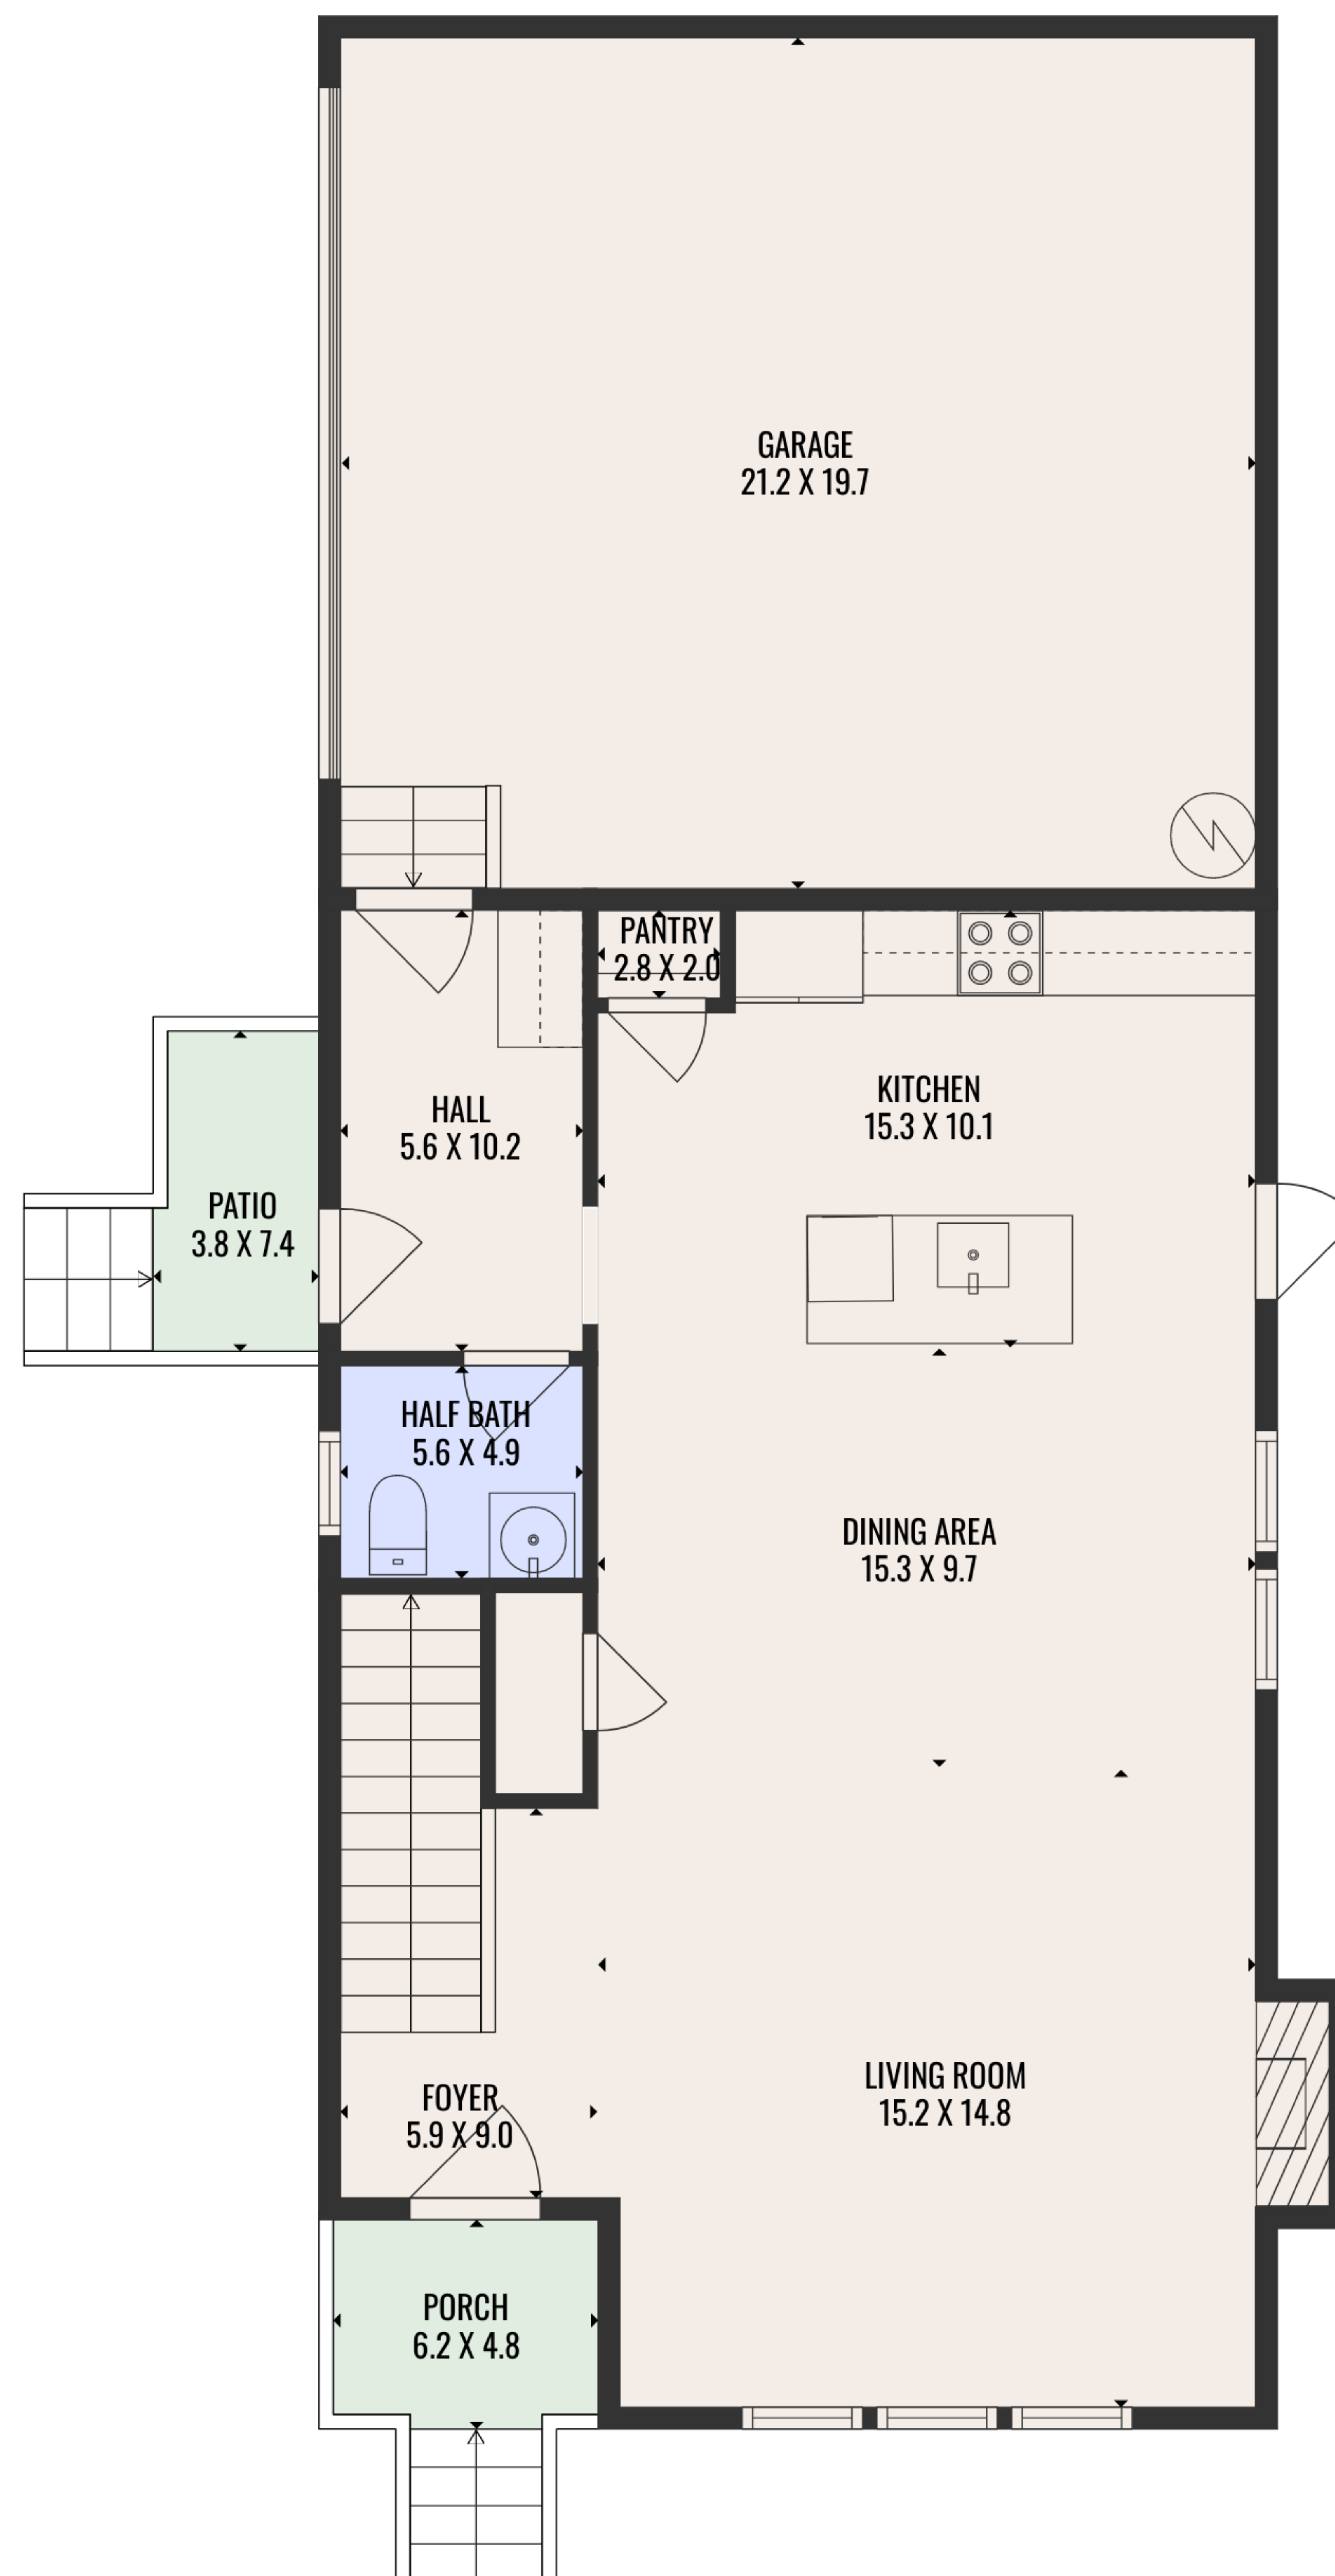 GARAGE
21.2 X 19.7
PANTRY
2.8 X 2.0
KITCHEN
15.3 X 10.1
HALL
5.6 X 10.2
PATIO
3.8 X 7.4
HALF BATH
5.6 X 4.9
DINING AREA
15.3 X 9.7
LIVING ROOM
15.2 X 14.8
FOYER
5.9 X 9.0
PORCH
6.2 X 4.8